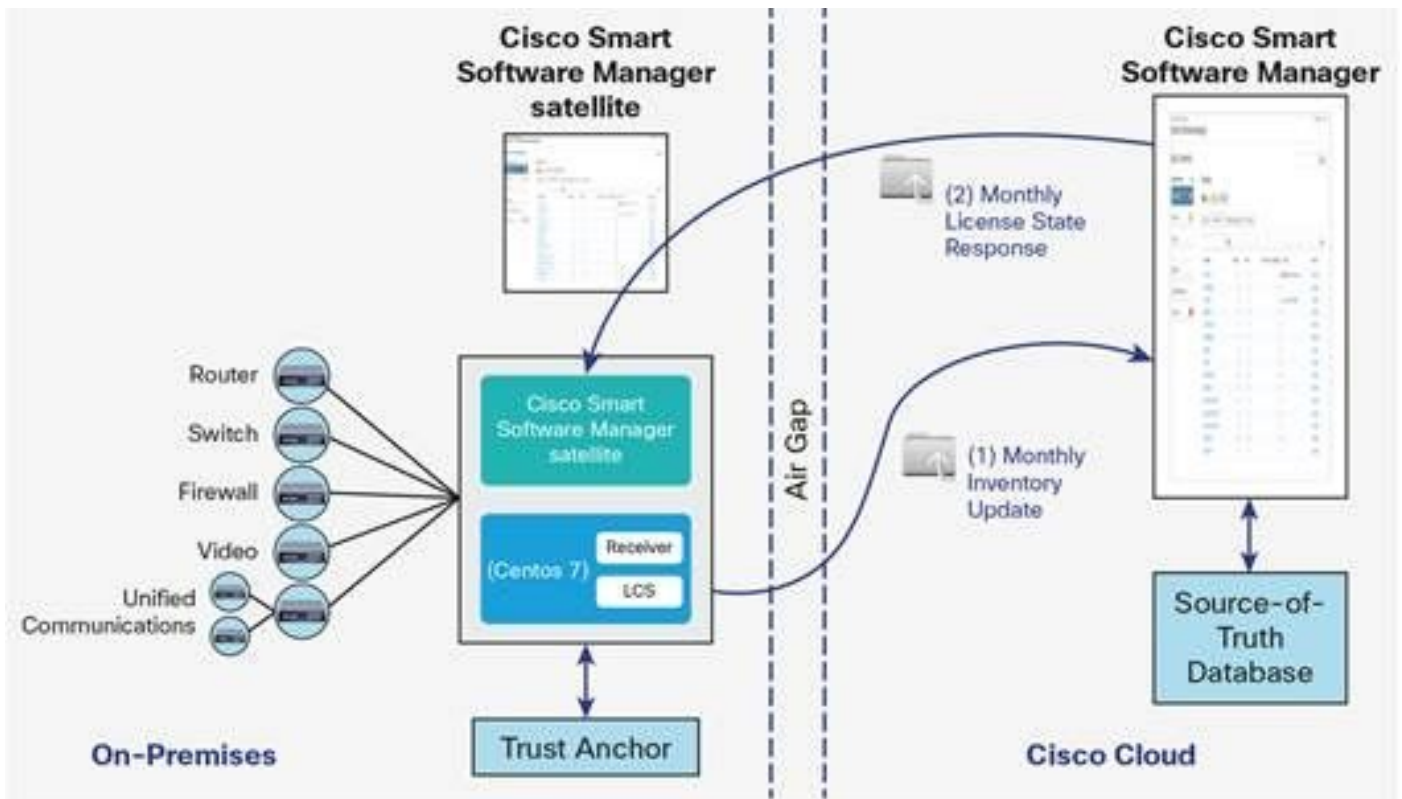 Cisco Smart
Software Manager
satellite
Cisco Smart
Software Manager
(2) Monthly
License State
Response
Router
Switch
Firewall
Video
Unified
Communications
Cisco Smart
Software Manager
satellite
(Centos 7)
Receiver
LCS
Air Gap
(1) Monthly
Inventory
Update
Source-of-
Truth
Database
Trust Anchor
On-Premises
Cisco Cloud